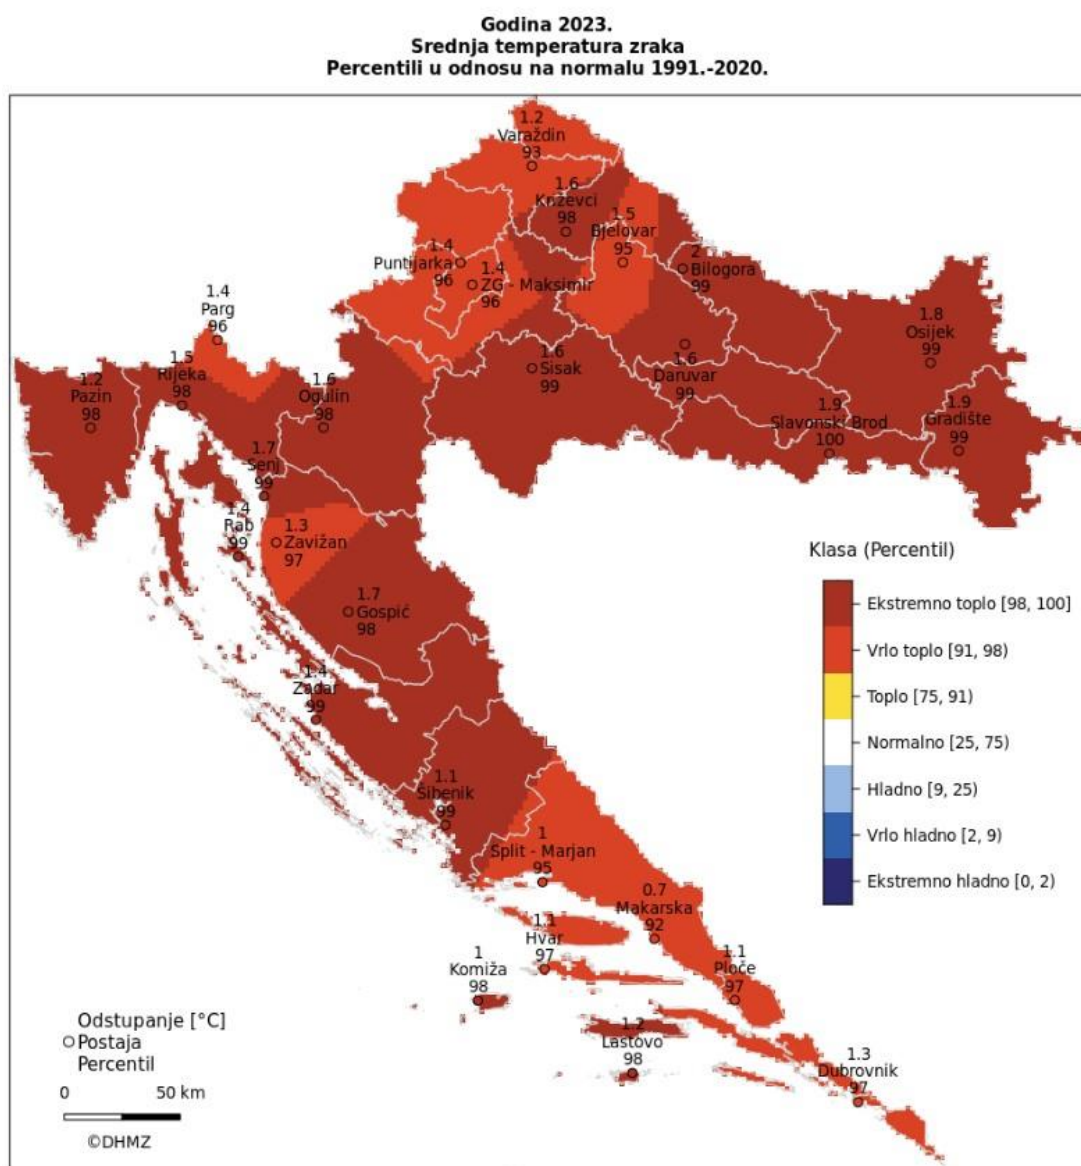 Godina 2023.
Srednja temperatura zraka
Percentili u odnosu na normalu 1991.-2020.
1.2
Varaždin
93
1.6
Križevci
98
1.5
Bjelovar
95
1.4
Puntijarka
96
1.4
ZG - Maksimir
96
2
Bilogora
99
1.4
Parg
96
1.8
Osijek
99
1.5
Rijeka
98
1.2
Pazin
98
1.6
Ogulin
98
1.6
Sisak
99
1.6
Daruvar
99
1.9
Slavonski Brod
100
1.9
Gradište
99
1.7
Senj
99
1.4
Rab
99
1.3
Zavižan
97
1.7
Gospić
98
1.4
Zadar
99
1.1
Šibenik
99
1
Split - Marjan
95
0.7
Makarska
92
1.1
Hvar
97
1
Komiža
98
1.1
Ploče
97
1.2
Lastovo
98
1.3
Dubrovnik
97
Klasa (Percentil)
Ekstremno toplo [98, 100]
Vrlo toplo [91, 98)
Toplo [75, 91)
Normalno [25, 75)
Hladno [9, 25)
Vrlo hladno [2, 9)
Ekstremno hladno [0, 2)
Odstupanje [°C]
Postaja
Percentil
0 50 km
©DHMZ